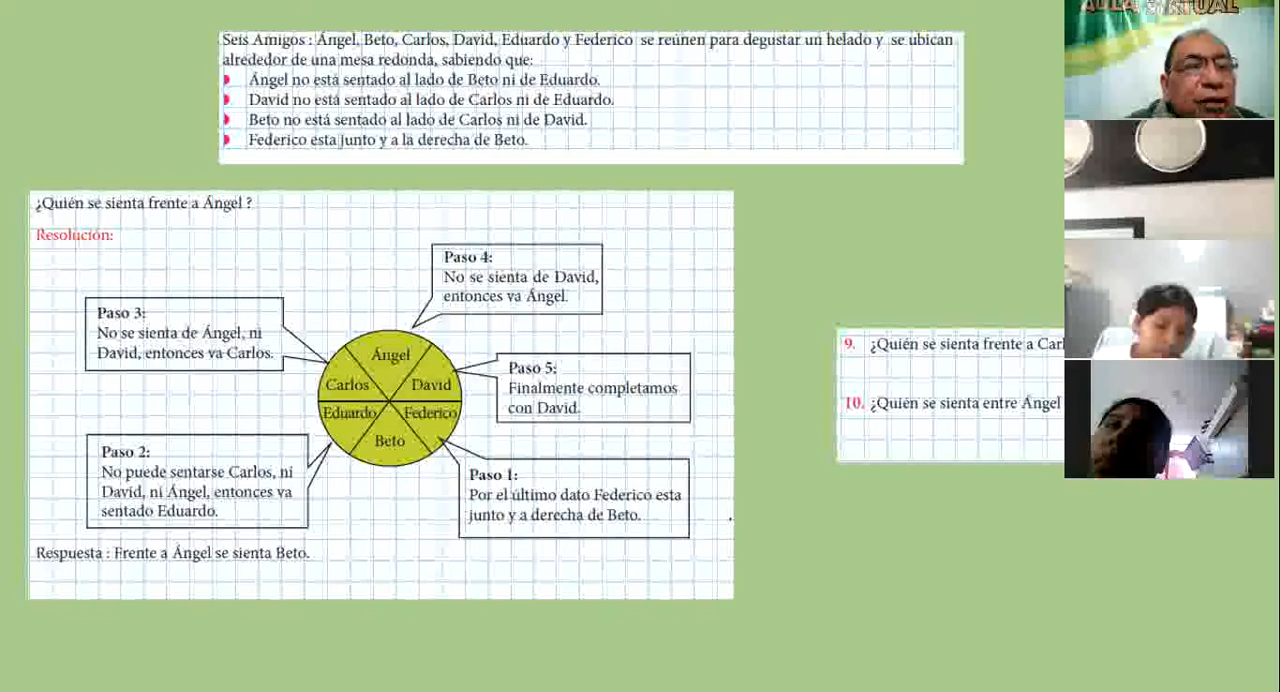 AULA VIRTUAL
Seis Amigos : Ángel, Beto, Carlos, David, Eduardo y Federico se reúnen para degustar un helado y se ubican
alrededor de una mesa redonda, sabiendo que:
Ángel no está sentado al lado de Beto ni de Eduardo.
David no está sentado al lado de Carlos ni de Eduardo.
Beto no está sentado al lado de Carlos ni de David.
Federico esta junto y a la derecha de Beto.
¿Quién se sienta frente a Ángel ?
Resolución:
Paso 4:
No se sienta de David,
entonces va Ángel.
Paso 3:
No se sienta de Ángel, ni
David, entonces va Carlos.
Ángel
Carlos
David
Eduardo
Federico
Beto
Paso 5:
Finalmente completamos
con David.
Paso 2:
No puede sentarse Carlos, ni
David, ni Ángel, entonces va
sentado Eduardo.
Paso 1:
Por el último dato Federico esta
junto y a derecha de Beto.
Respuesta : Frente a Ángel se sienta Beto.
9. ¿Quién se sienta frente a Carl
10. ¿Quién se sienta entre Ángel